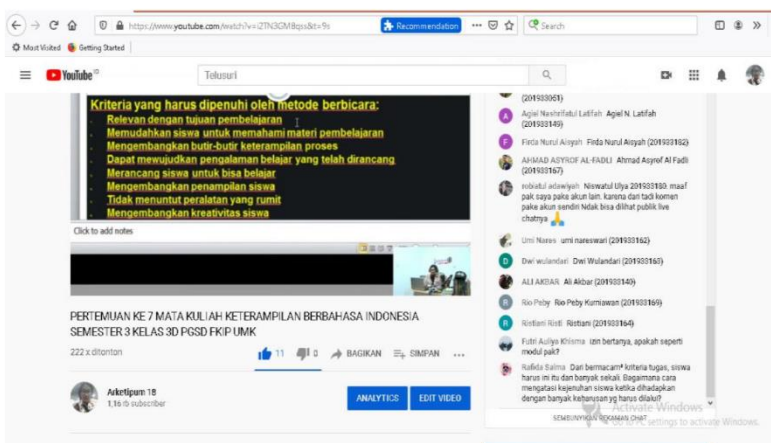 https://www.youtube.com/watch?v=i2TN3GM8qss&t=9s
Recommendation
Search
Most Visited
Getting Started
YouTube ID
Telusuri
Kriteria yang harus dipenuhi oleh metode berbicara:
Relevan dengan tujuan pembelajaran
Memudahkan siswa untuk memahami materi pembelajaran
Mengembangkan butir-butir keterampilan proses
Dapat mewujudkan pengalaman belajar yang telah dirancang
Merancang siswa untuk bisa belajar
Mengembangkan penampilan siswa
Tidak menuntut peralatan yang rumit
Mengembangkan kreativitas siswa
Click to add notes
PERTEMUAN KE 7 MATA KULIAH KETERAMPILAN BERBAHASA INDONESIA
SEMESTER 3 KELAS 3D PGSD FKIP UMK
222 x ditonton
11
0
BAGIKAN
SIMPAN
Arketipum 18
1,16 rb subscriber
ANALYTICS
EDIT VIDEO
(201933061)
Agiel Nashrifatul Latifah Agiel N. Latifah
(201933149)
Firda Nurul Aisyah Firda Nurul Aisyah (201933182)
AHMAD ASYROF AL-FADLI Ahmad Asyrof Al Fadli
(201933167)
robiatul adawiyah Niswatul Ulya 201933180. maaf
pak saya pake akun lain. karena dari tadi komen
pake akun sendiri Ndak bisa dilihat publik live
chatnya
Umi Nares umi nareswari (201933162)
Dwi wulandari Dwi Wulandari (201933163)
ALI AKBAR Ali Akbar (201933140)
Rio Peby Rio Peby Kurniawan (201933169)
Ristiani Risti Ristiani (201933164)
Futri Auliya Khisma izin bertanya, apakah seperti
modul pak?
Rafida Salma Dari bermacam² kriteria tugas, siswa
harus ini itu dan banyak sekali. Bagaimana cara
mengatasi kejenuhan siswa ketika dihadapkan
dengan banyak keharusan yg harus dilalui?
SEMBUNYIKAN REKAMAN CHAT
Activate Windows
Go to PC settings to activate Windows.